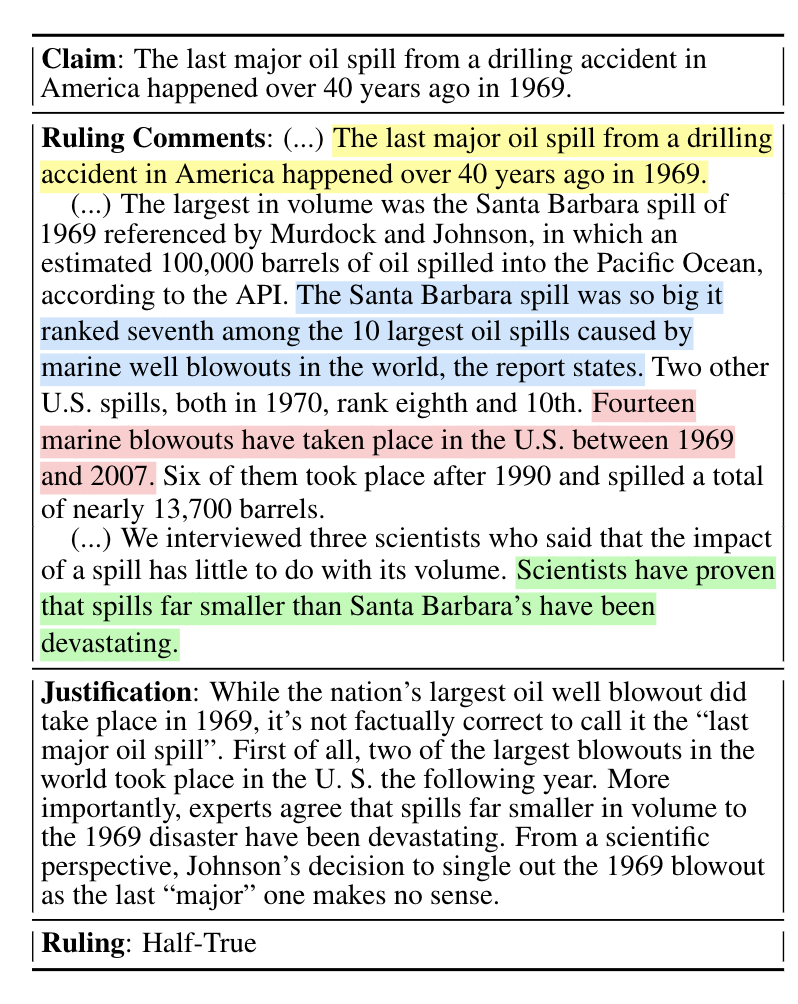 Claim: The last major oil spill from a drilling accident in
America happened over 40 years ago in 1969.
Ruling Comments: (...) The last major oil spill from a drilling
accident in America happened over 40 years ago in 1969.
(...) The largest in volume was the Santa Barbara spill of
1969 referenced by Murdock and Johnson, in which an
estimated 100,000 barrels of oil spilled into the Pacific Ocean,
according to the API. The Santa Barbara spill was so big it
ranked seventh among the 10 largest oil spills caused by
marine well blowouts in the world, the report states. Two other
U.S. spills, both in 1970, rank eighth and 10th. Fourteen
marine blowouts have taken place in the U.S. between 1969
and 2007. Six of them took place after 1990 and spilled a total
of nearly 13,700 barrels.
(...) We interviewed three scientists who said that the impact
of a spill has little to do with its volume. Scientists have proven
that spills far smaller than Santa Barbara's have been
devastating.
Justification: While the nation's largest oil well blowout did
take place in 1969, it's not factually correct to call it the “last
major oil spill”. First of all, two of the largest blowouts in the
world took place in the U. S. the following year. More
importantly, experts agree that spills far smaller in volume to
the 1969 disaster have been devastating. From a scientific
perspective, Johnson's decision to single out the 1969 blowout
as the last “major” one makes no sense.
Ruling: Half-True